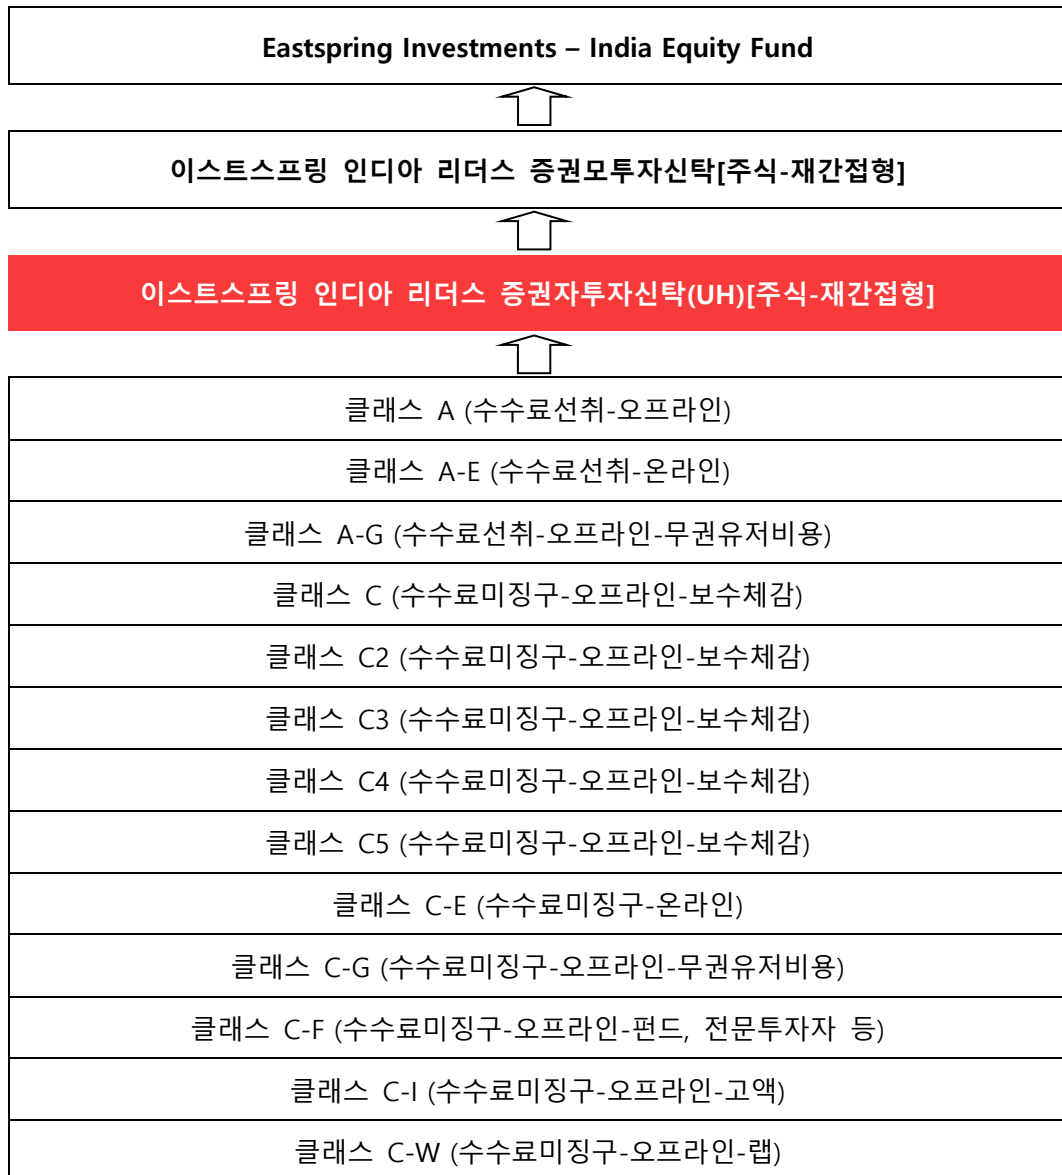 Eastspring Investments – India Equity Fund
이스트스프링 인디아 리더스 증권모투자신탁[주식-재간접형]
이스트스프링 인디아 리더스 증권자투자신탁(UH)[주식-재간접형]
클래스 A (수수료선취-오프라인)
클래스 A-E (수수료선취-온라인)
클래스 A-G (수수료선취-오프라인-무권유저비용)
클래스 C (수수료미징구-오프라인-보수체감)
클래스 C2 (수수료미징구-오프라인-보수체감)
클래스 C3 (수수료미징구-오프라인-보수체감)
클래스 C4 (수수료미징구-오프라인-보수체감)
클래스 C5 (수수료미징구-오프라인-보수체감)
클래스 C-E (수수료미징구-온라인)
클래스 C-G (수수료미징구-오프라인-무권유저비용)
클래스 C-F (수수료미징구-오프라인-펀드, 전문투자자 등)
클래스 C-I (수수료미징구-오프라인-고액)
클래스 C-W (수수료미징구-오프라인-랩)